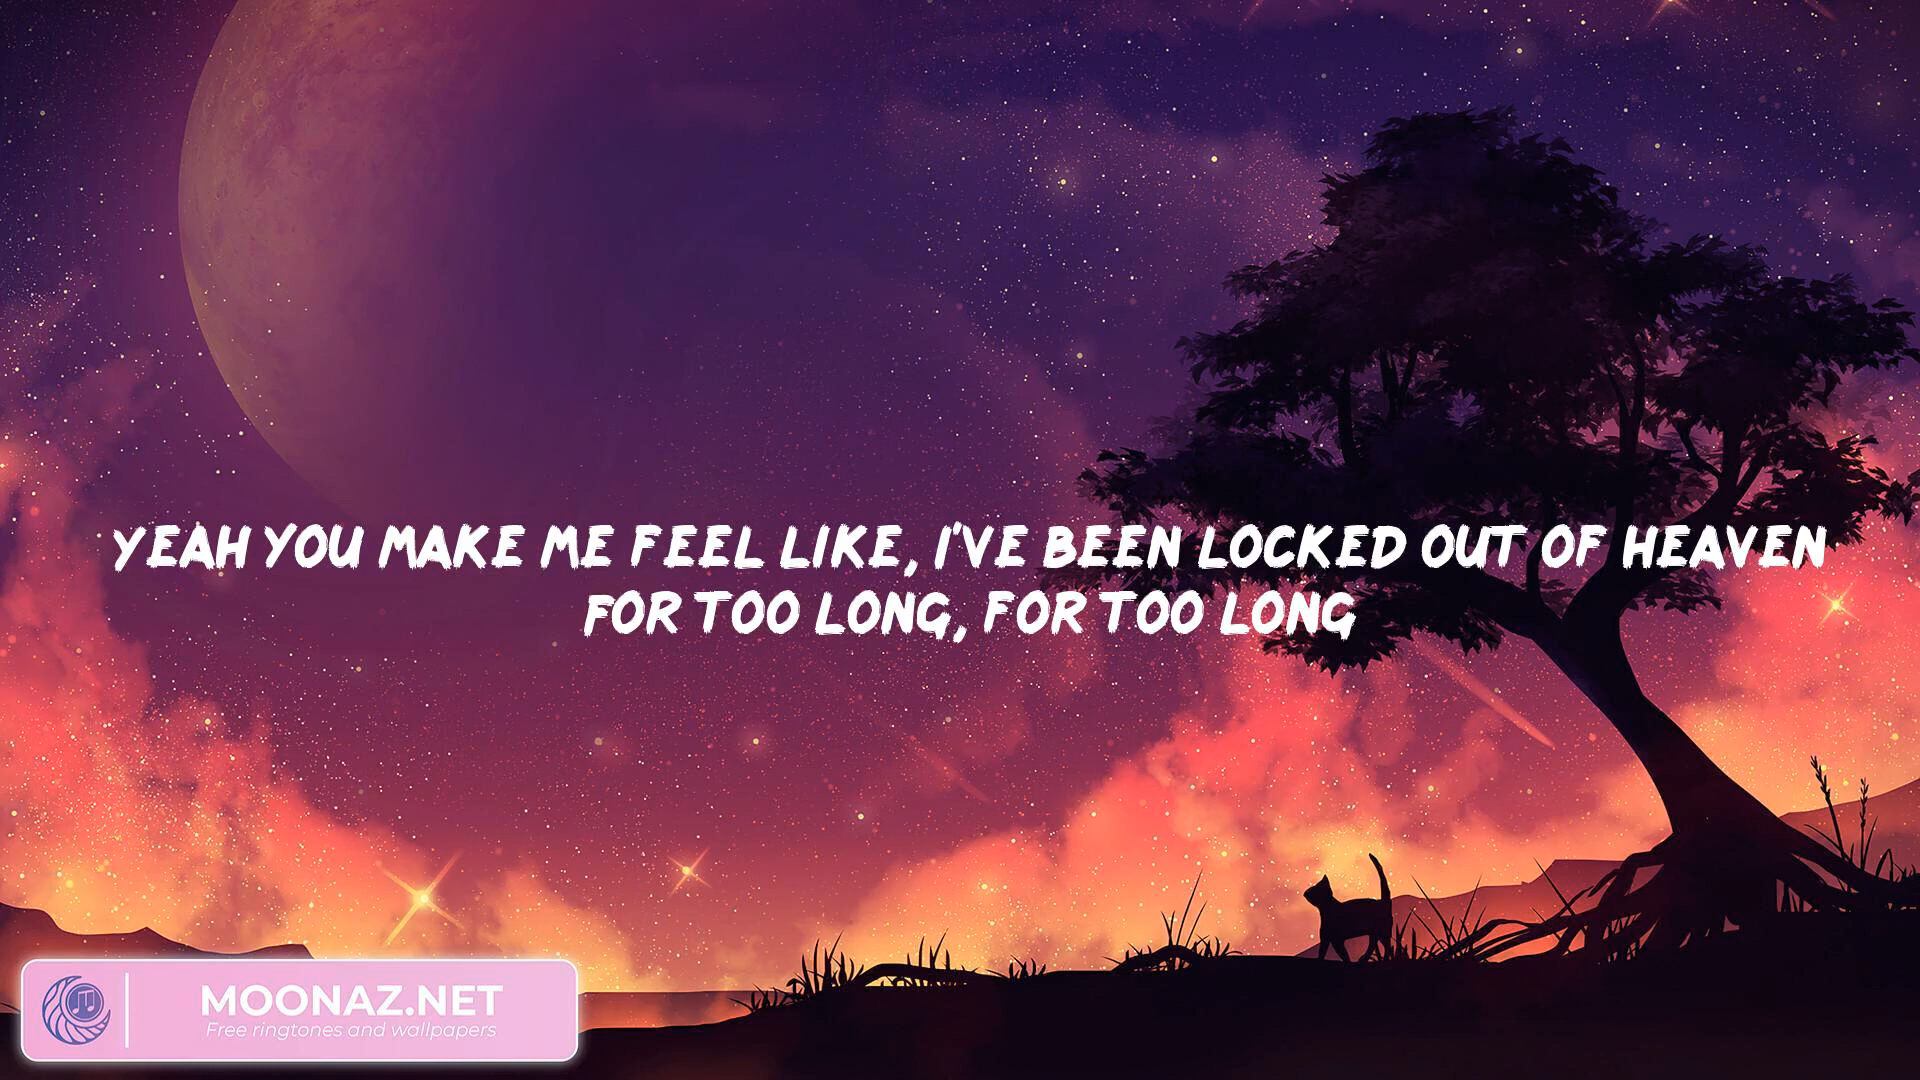 YEAH YOU MAKE ME FEEL LIKE, I'VE BEEN LOCKED OUT OF HEAVEN
FOR TOO LONG, FOR TOO LONG
MOONAZ.NET
Free ringtones and wallpapers